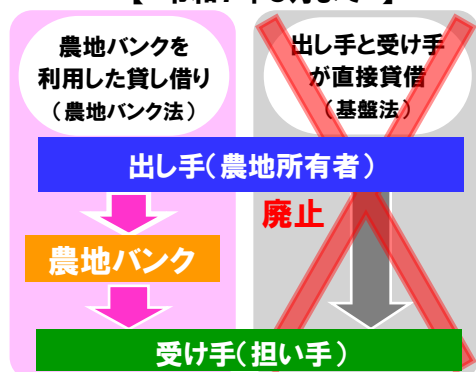 農地バンクを
利用した貸し借り
（農地バンク法）
出し手と受け手
が直接貸借
（基盤法）
出し手（農地所有者）
廃止
農地バンク
受け手（担い手）